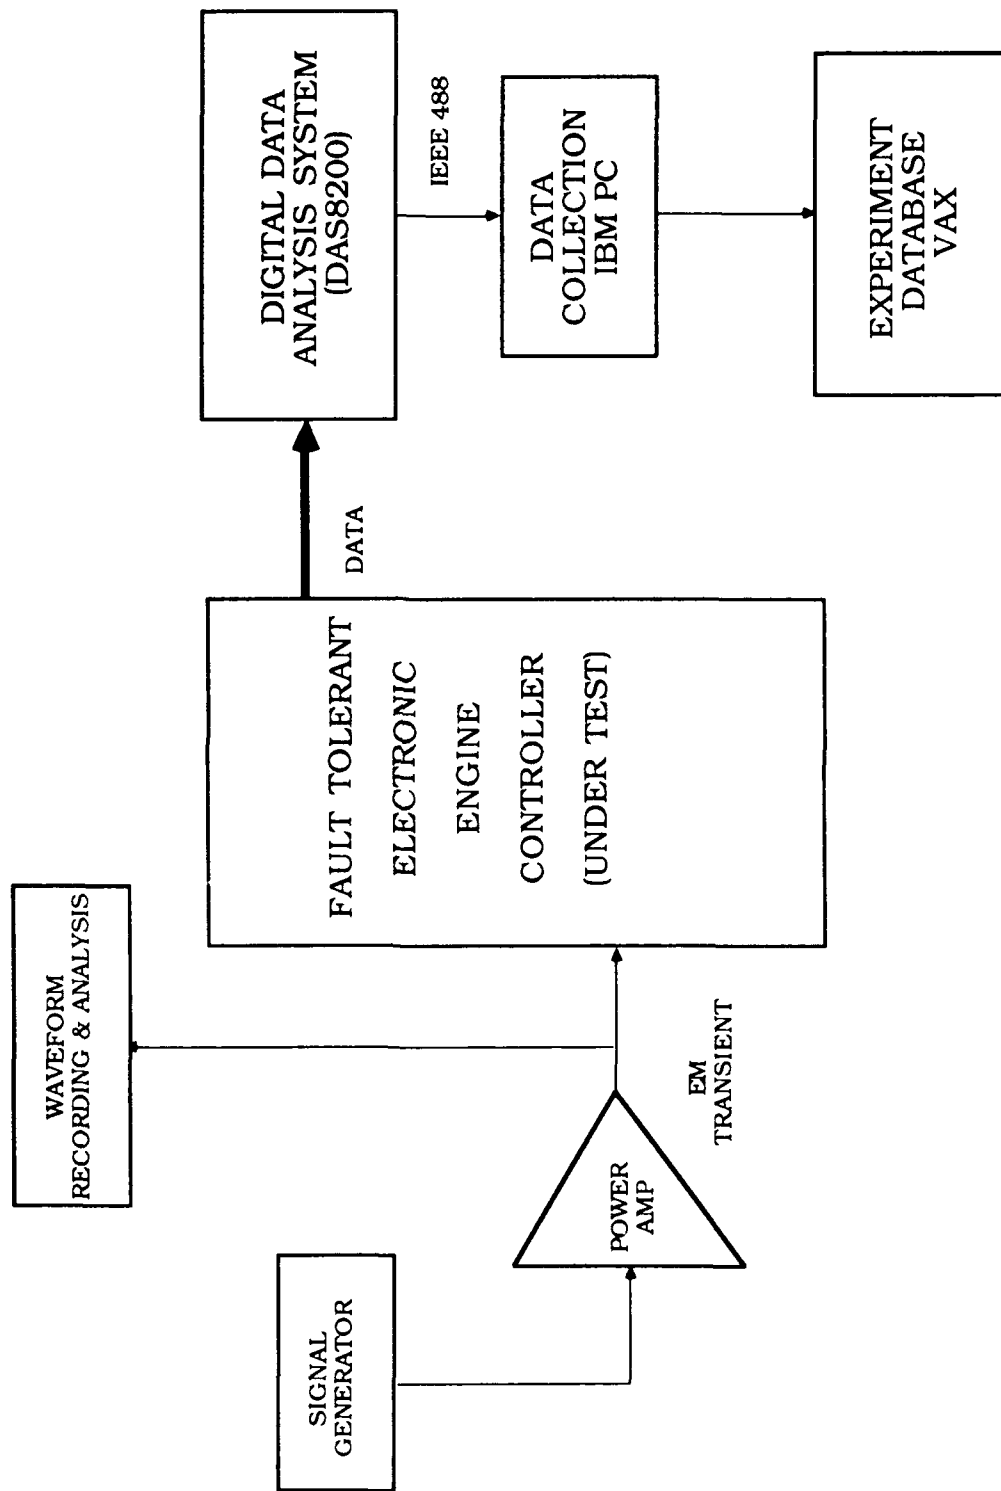 WAVEFORM
RECORDING & ANALYSIS
SIGNAL
GENERATOR
POWER
AMP
EM
TRANSIENT
FAULT TOLERANT
ELECTRONIC
ENGINE
CONTROLLER
(UNDER TEST)
DATA
DIGITAL DATA
ANALYSIS SYSTEM
(DAS8200)
IEEE 488
DATA
COLLECTION
IBM PC
EXPERIMENT
DATABASE
VAX